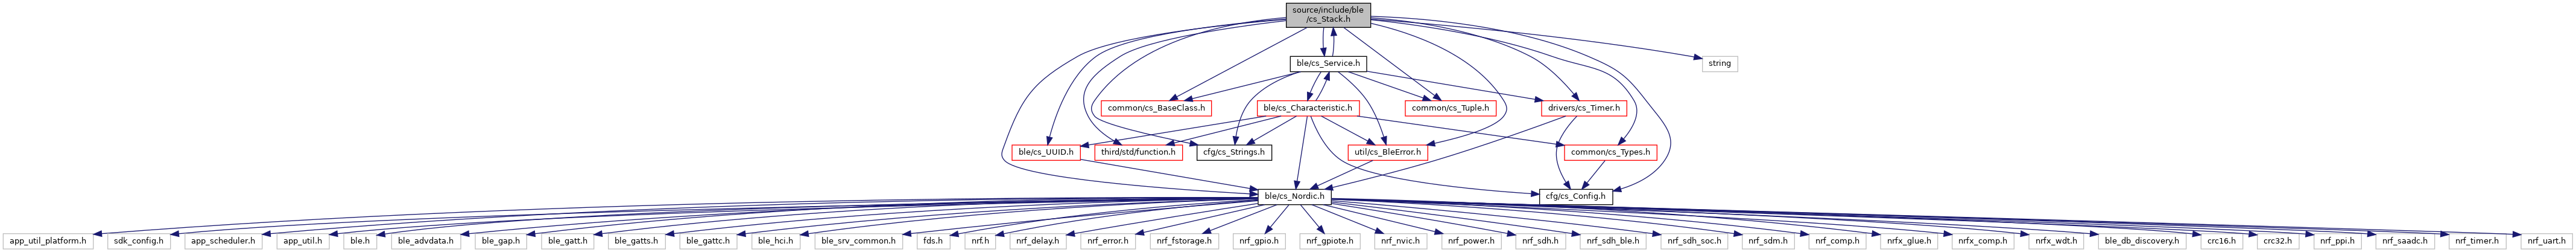 source/include/ble
/cs_Stack.h
ble/cs_Service.h
string
common/cs_BaseClass.h
ble/cs_Characteristic.h
common/cs_Tuple.h
drivers/cs_Timer.h
ble/cs_UUID.h
third/std/function.h
cfg/cs_Strings.h
util/cs_BleError.h
common/cs_Types.h
ble/cs_Nordic.h
cfg/cs_Config.h
app_util_platform.h
sdk_config.h
app_scheduler.h
app_util.h
ble.h
ble_advdata.h
ble_gap.h
ble_gatt.h
ble_gatts.h
ble_gattc.h
ble_hci.h
ble_srv_common.h
fds.h
nrf.h
nrf_delay.h
nrf_error.h
nrf_fstorage.h
nrf_gpio.h
nrf_gpiote.h
nrf_nvic.h
nrf_power.h
nrf_sdh.h
nrf_sdh_ble.h
nrf_sdh_soc.h
nrf_sdm.h
nrf_comp.h
nrfx_glue.h
nrfx_comp.h
nrfx_wdt.h
ble_db_discovery.h
crc16.h
crc32.h
nrf_ppi.h
nrf_saadc.h
nrf_timer.h
nrf_uart.h